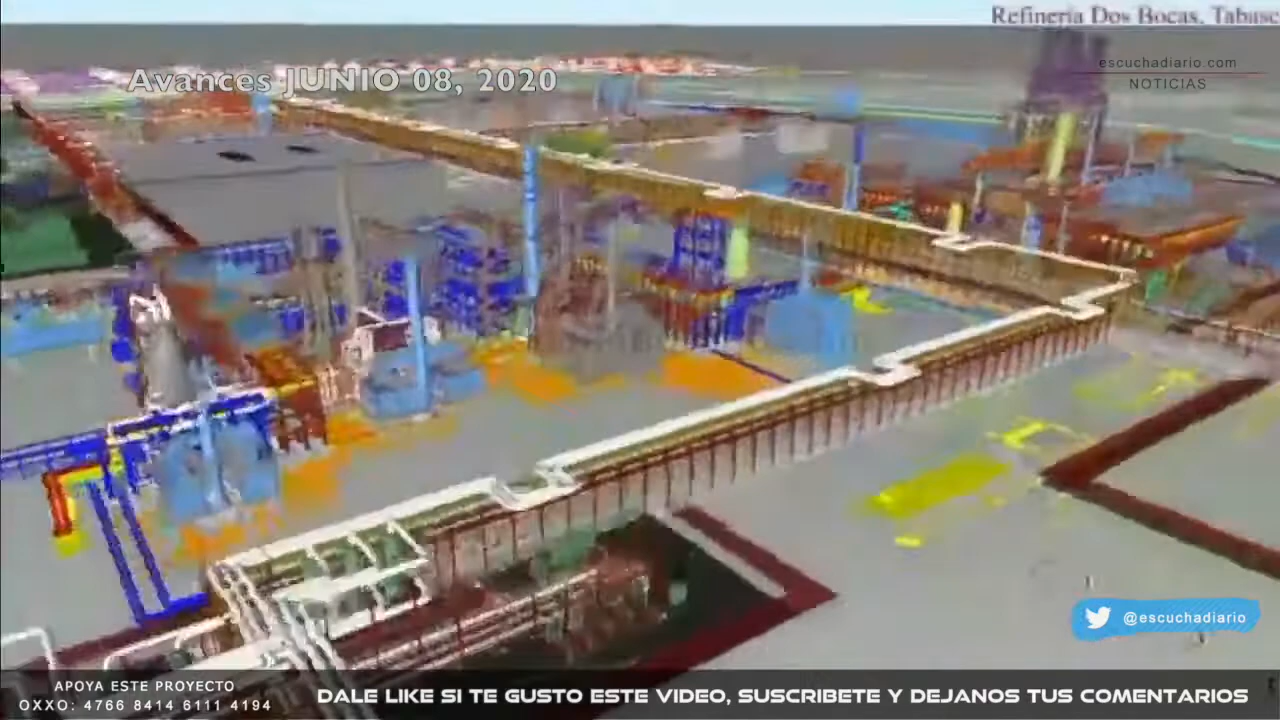 Refinería Dos Bocas, Tabasc
Avances JUNIO 08, 2020
escuchadiario.com
NOTICIAS
@escuchadiario
APOYA ESTE PROYECTO
OXXO: 4766 8414 6111 4194
DALE LIKE SI TE GUSTO ESTE VIDEO, SUSCRIBETE Y DEJANOS TUS COMENTARIOS